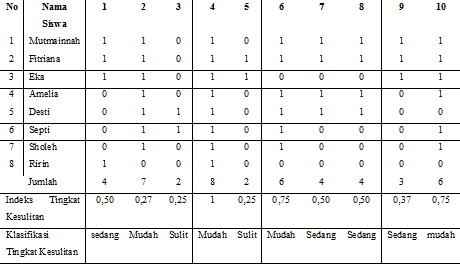 No Nama 1 2 3 4 5 6 7 8 9 10
Siswa
1 Mutmainnah 1 1 0 1 0 1 1 1 1 1
2 Fitriana 1 1 0 1 1 1 1 1 1 1
3 Eka 1 1 0 1 1 0 0 0 1 1
4 Amelia 0 1 0 1 0 1 1 1 0 1
5 Desti 0 1 1 1 0 1 1 1 0 0
6 Septi 0 1 1 1 0 1 0 0 0 1
7 Sholeh 0 1 0 1 0 1 0 0 0 1
8 Ririn 1 0 0 1 0 0 0 0 0 0
Jumlah 4 7 2 8 2 6 4 4 3 6
Indeks Tingkat 0,50 0,27 0,25 1 0,25 0,75 0,50 0,50 0,37 0,75
Kesulitan
Klasifikasi sedang Mudah Sulit Mudah Sulit Mudah Sedang Sedang Sedang mudah
Tingkat Kesulitan